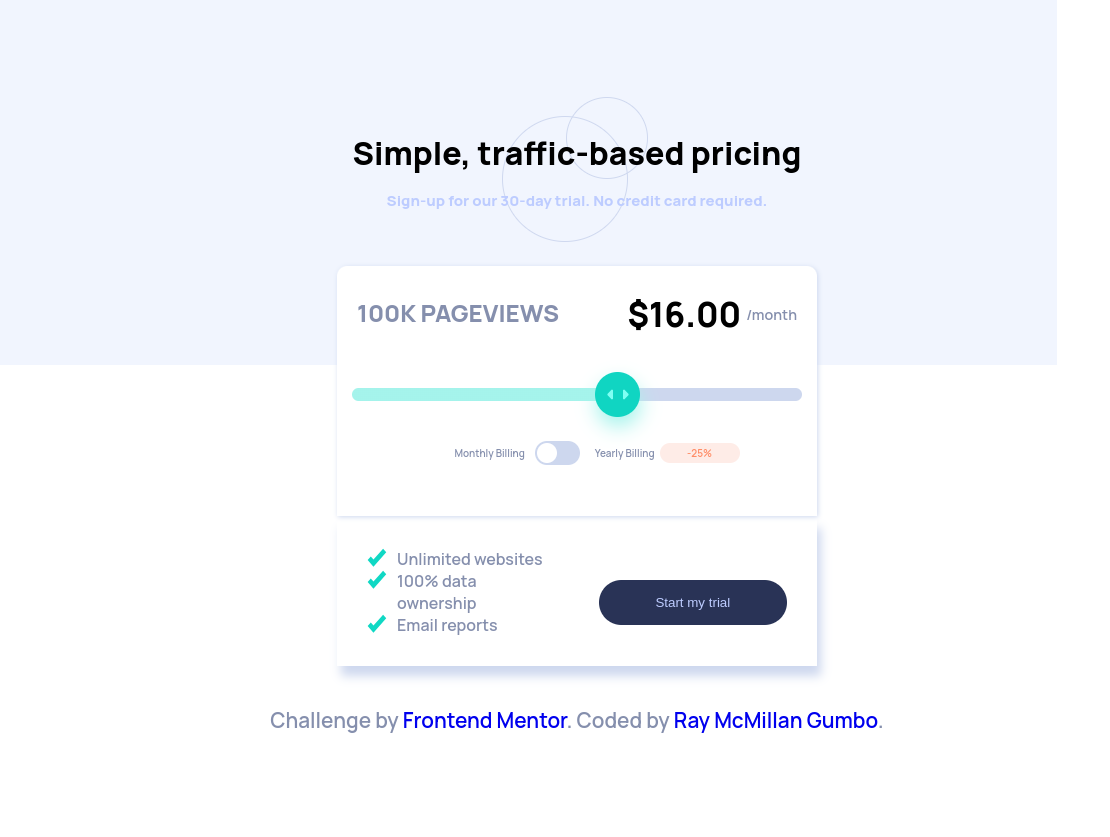 Simple, traffic-based pricing
Sign-up for our 30-day trial. No credit card required.
100K PAGEVIEWS
$16.00 /month
Monthly Billing
Yearly Billing
-25%
Unlimited websites
100% data
ownership
Email reports
Start my trial
Challenge by Frontend Mentor. Coded by Ray McMillan Gumbo.